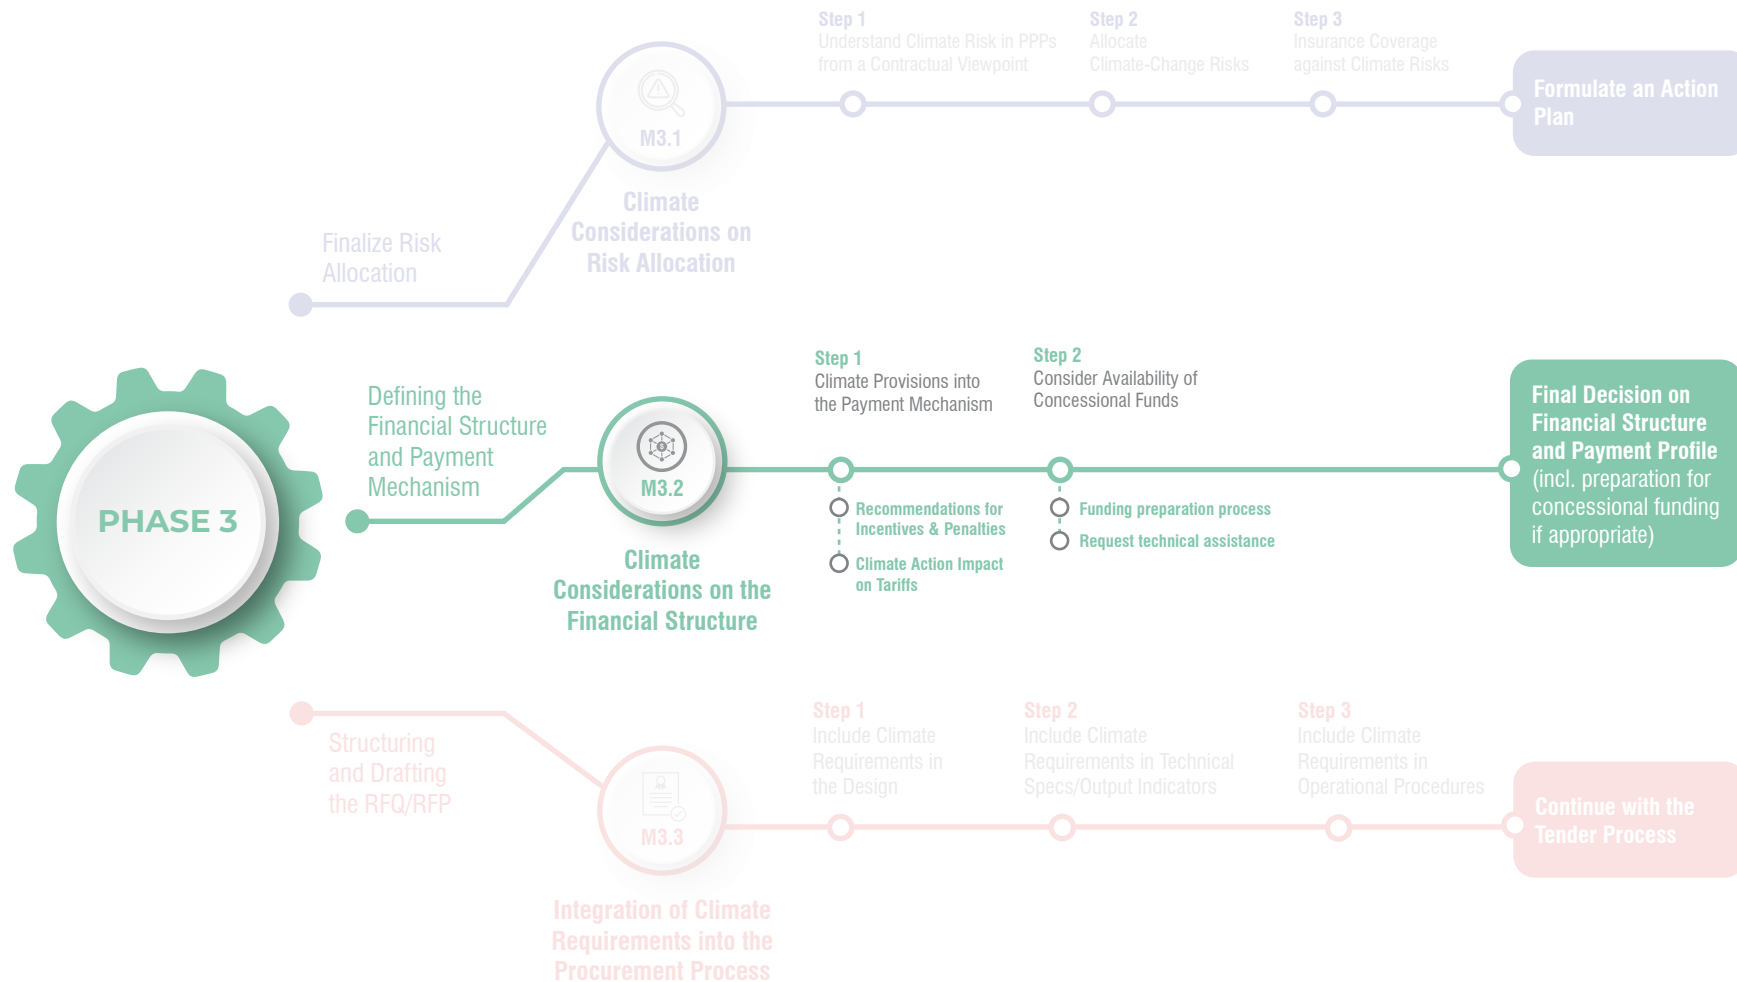 PHASE 3
Finalize Risk
Allocation
M3.1
Climate
Considerations on
Risk Allocation
Step 1
Understand Climate Risk in PPPs
from a Contractual Viewpoint
Step 2
Allocate
Climate-Change Risks
Step 3
Insurance Coverage
against Climate Risks
Formulate an Action
Plan
Defining the
Financial Structure
and Payment
Mechanism
M3.2
Climate
Considerations on the
Financial Structure
Step 1
Climate Provisions into
the Payment Mechanism
Recommendations for
Incentives & Penalties
Climate Action Impact
on Tariffs
Step 2
Consider Availability of
Concessional Funds
Funding preparation process
Request technical assistance
Final Decision on
Financial Structure
and Payment Profile
(incl. preparation for
concessional funding
if appropriate)
Structuring
and Drafting
the RFQ/RFP
M3.3
Integration of Climate
Requirements into the
Procurement Process
Step 1
Include Climate
Requirements in
the Design
Step 2
Include Climate
Requirements in Technical
Specs/Output Indicators
Step 3
Include Climate
Requirements in
Operational Procedures
Continue with the
Tender Process